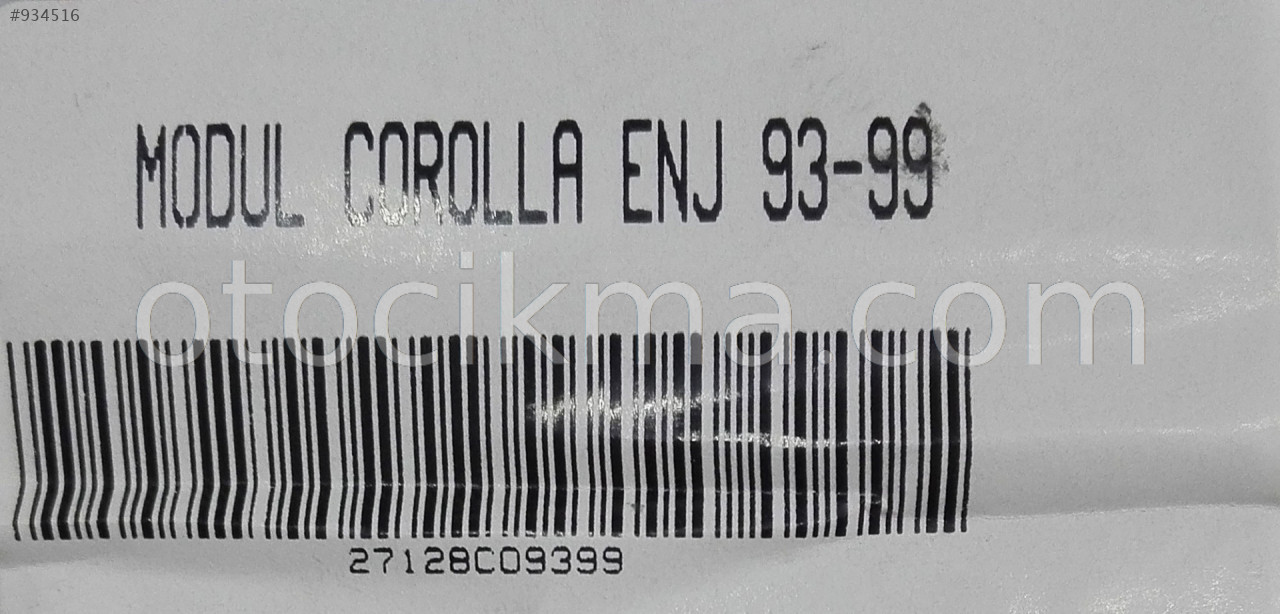 #934516
MODUL COROLLA ENJ 93-99
otocikma.com
27128C09399